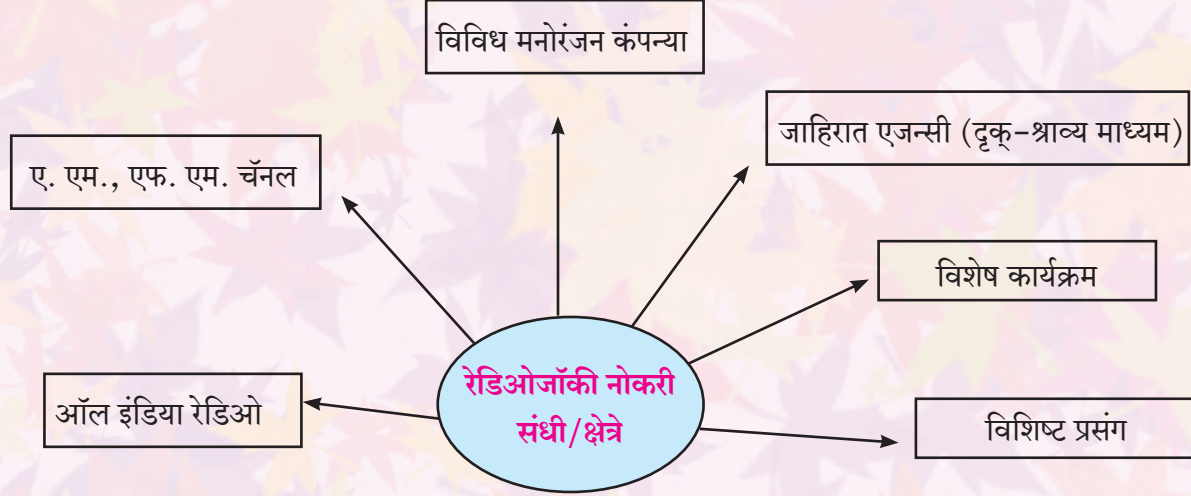 विविध मनोरंजन कंपन्या
जाहिरात एजन्सी (दृक्-श्राव्य माध्यम)
ए. एम., एफ. एम. चॅनल
विशेष कार्यक्रम
रेडिओजॉकी नोकरी
संधी/क्षेत्रे
ऑल इंडिया रेडिओ
विशिष्ट प्रसंग